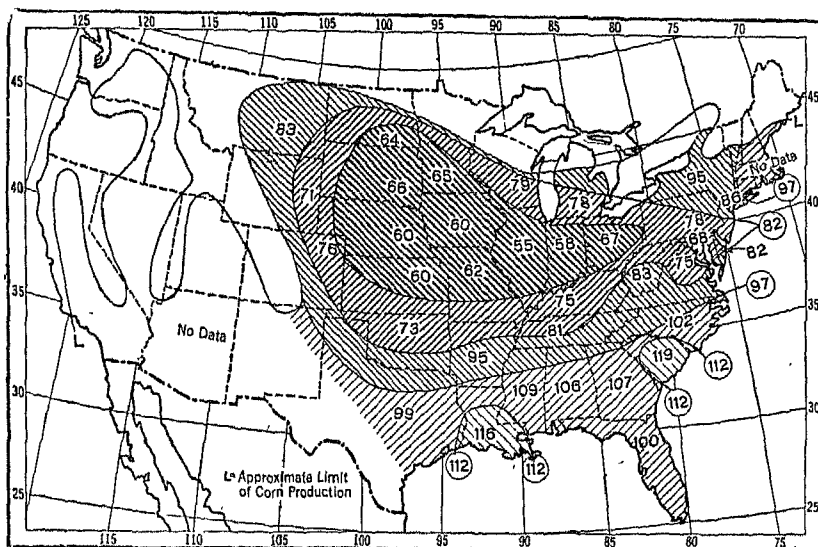 125 120 115 110 105 100 95 90 85 80 75 70
45 45
L
83 64
79 95 No Data
65 86 97
40 71 66 78 40
78 82
60 55 58 67 68 82
76 60 62 83 75
35 75 97 35
73 81 102
L
No Data
95 119 112
30 99 109 106 107 112 30
116 100
112 112
L= Approximate Limit
of Corn Production
25 25
115 110 105 100 95 90 85 80 75